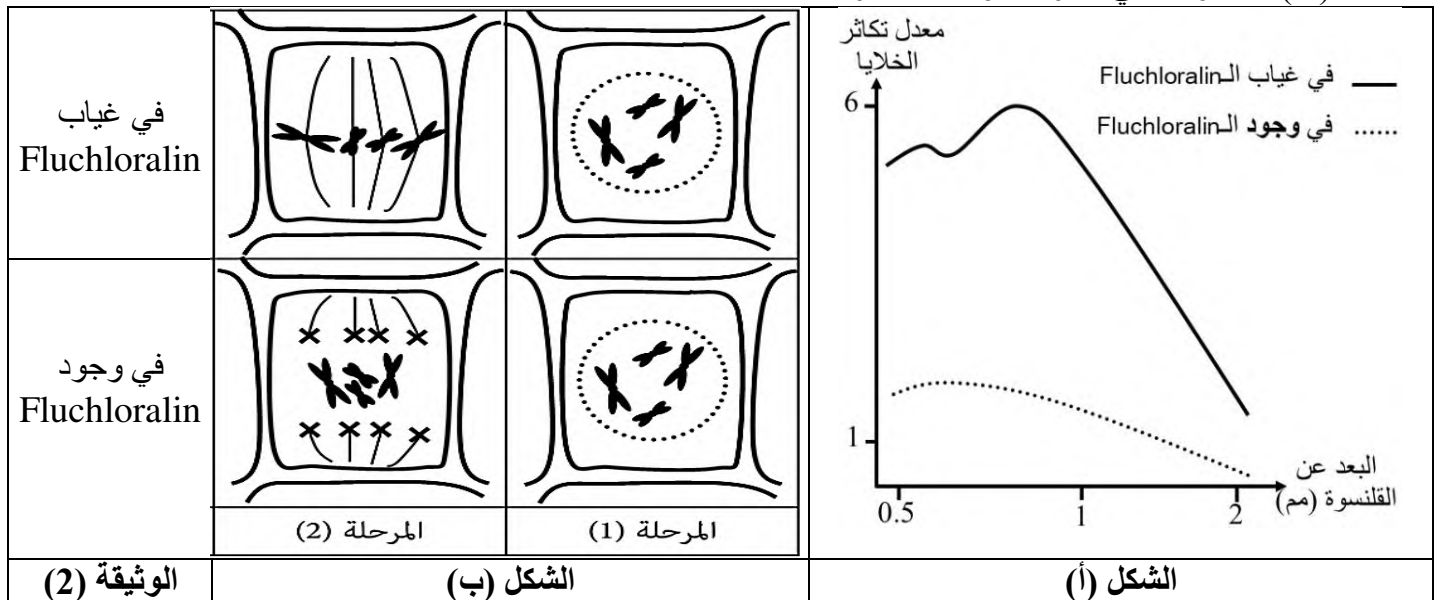 معدل تكاثر
الخلايا
في غياب الـFluchloralin
في وجود الـFluchloralin
6
1
0.5
1
2
البعد عن
القلنسوة (مم)
في غياب
Fluchloralin
في وجود
Fluchloralin
المرحلة (1)
المرحلة (2)
الشكل (أ)
الشكل (ب)
الوثيقة (2)